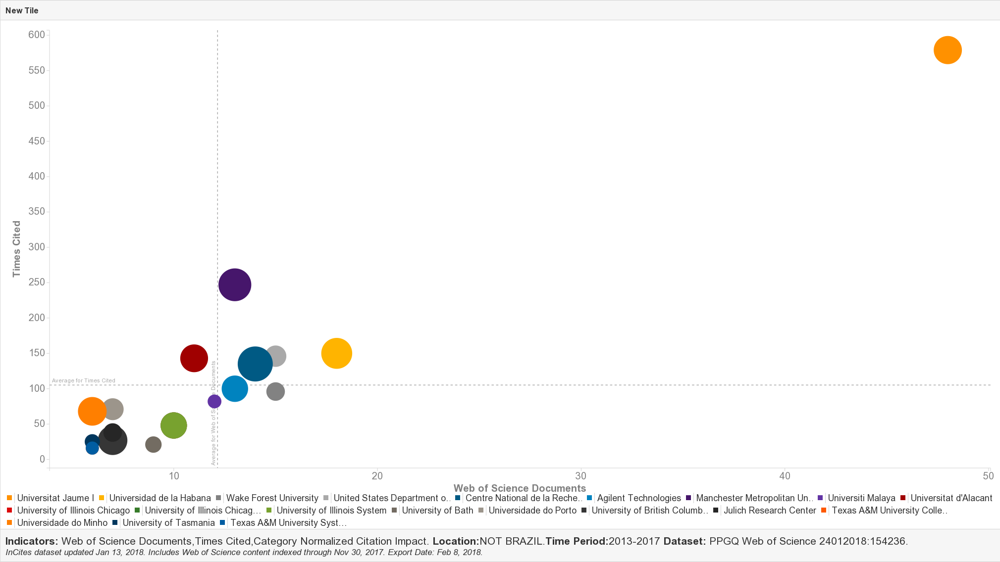 New Tile
600
550
500
450
400
350
300
250
200
150
100
50
0
Times Cited
Average for Times Cited
Average for Web of Science Documents
10 20 30 40 50
Web of Science Documents
Universitat Jaume I Universidad de la Habana Wake Forest University United States Department o.. Centre National de la Reche.. Agilent Technologies Manchester Metropolitan Un.. Universiti Malaya Universitat d'Alacant
University of Illinois Chicago University of Illinois Chicag... University of Illinois System University of Bath Universidade do Porto University of British Columb.. Julich Research Center Texas A&M University Colle..
Universidade do Minho University of Tasmania Texas A&M University Syst...
Indicators: Web of Science Documents,Times Cited,Category Normalized Citation Impact. Location:NOT BRAZIL.Time Period:2013-2017 Dataset: PPGQ Web of Science 24012018:154236.
InCites dataset updated Jan 13, 2018. Includes Web of Science content indexed through Nov 30, 2017. Export Date: Feb 8, 2018.